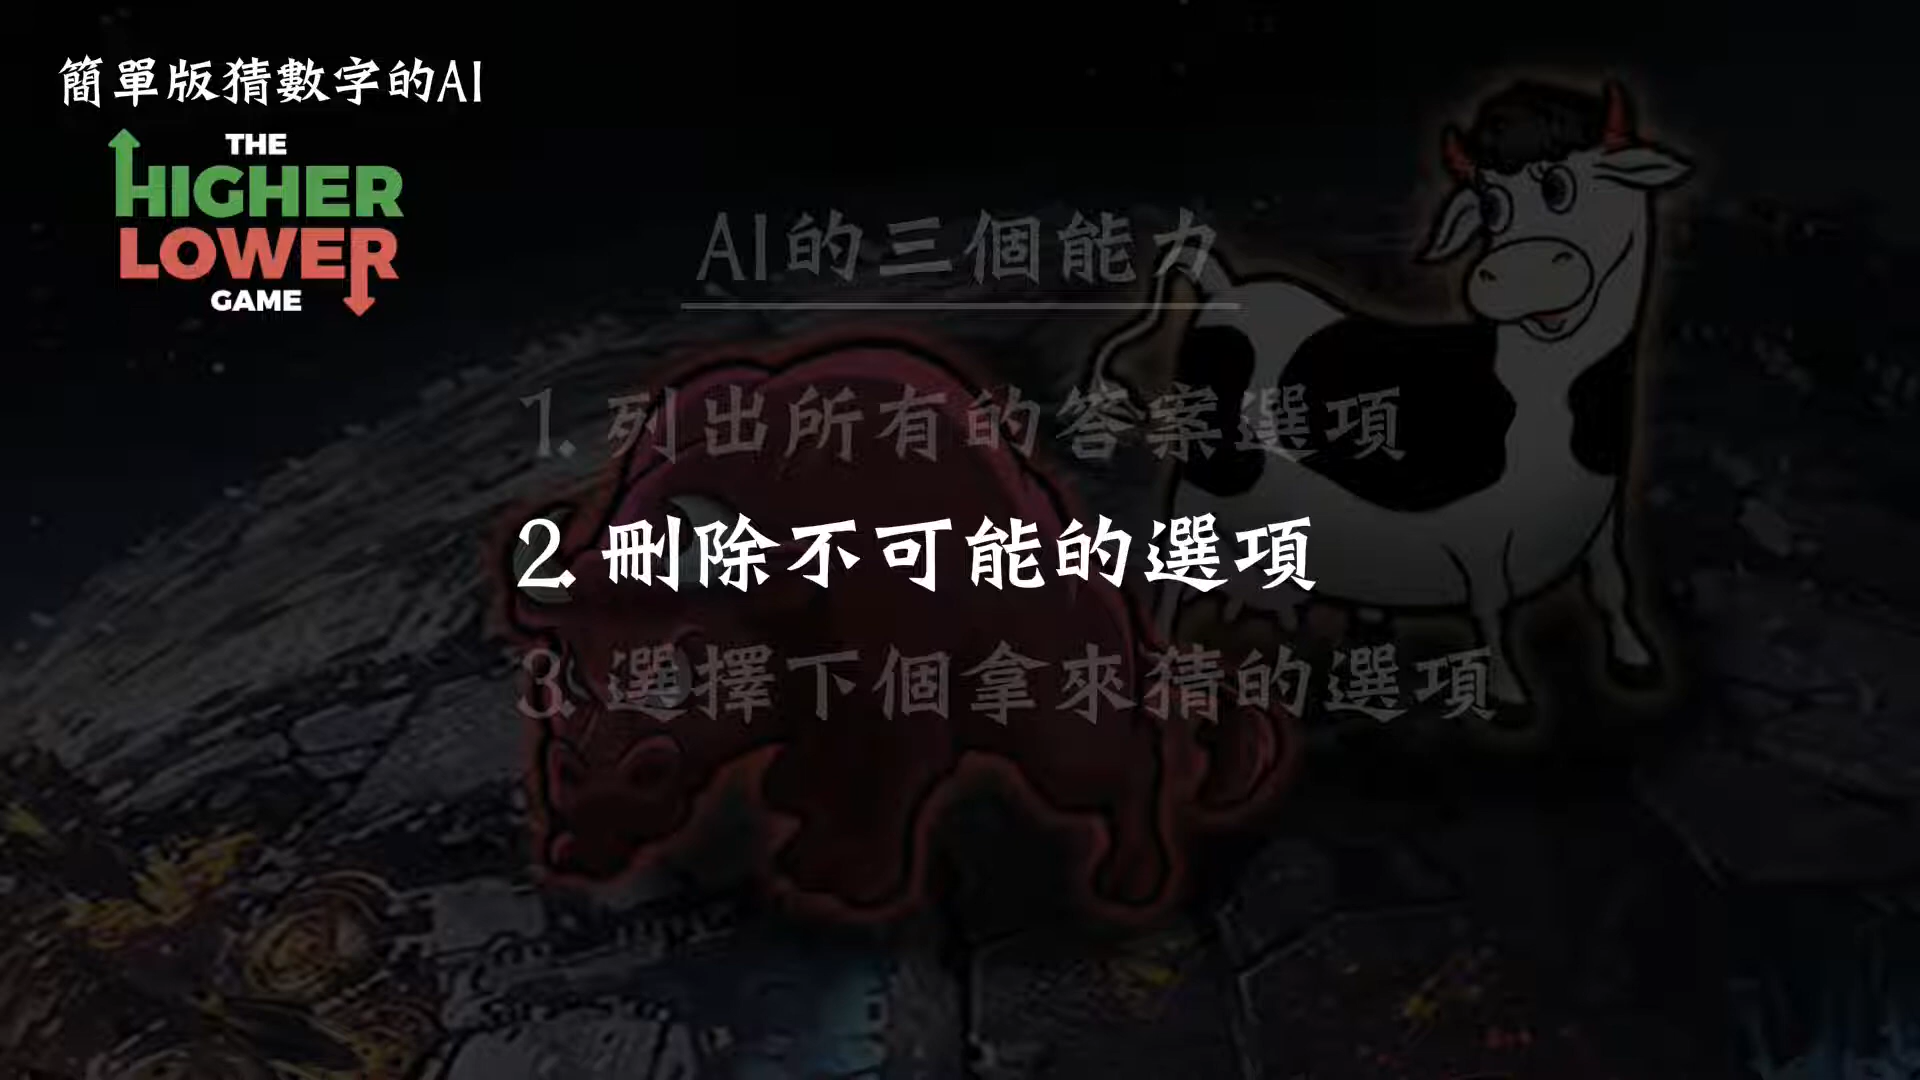 簡單版猜數字的AI
THE
HIGHER
LOWER
GAME
AI的三個能力
1. 列出所有的答案選項
2. 刪除不可能的選項
3. 選擇下個拿來猜的選項